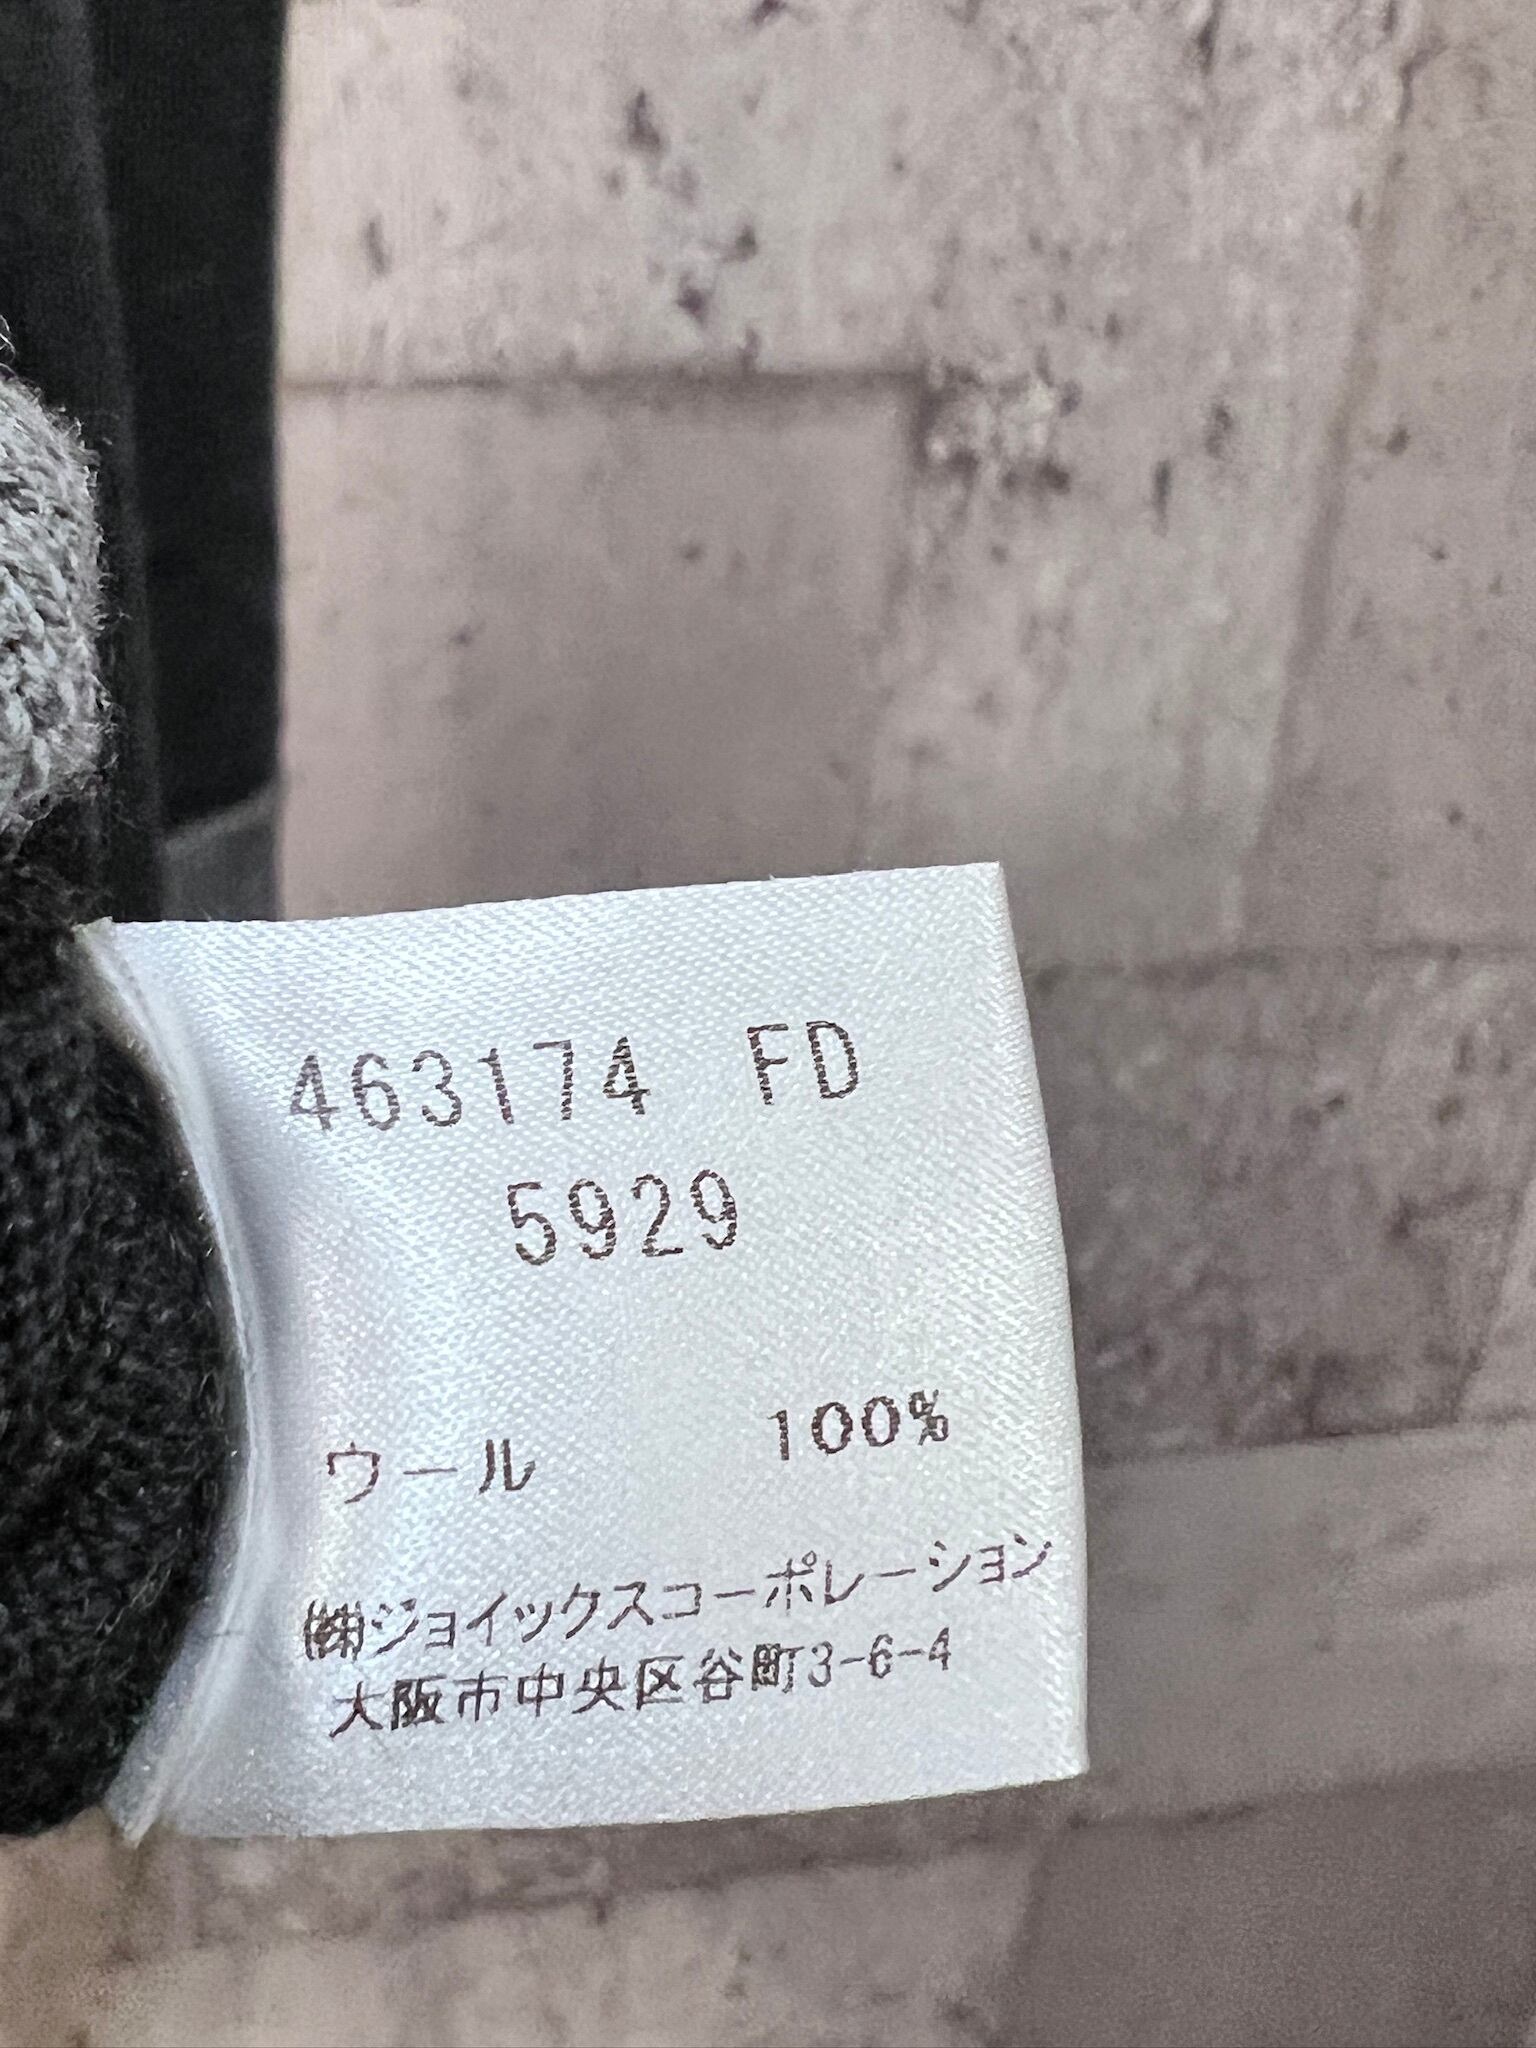 463174 FD
5929
ウール 100%
㈱ジョイックスコーポレーション
大阪市中央区谷町3-6-4